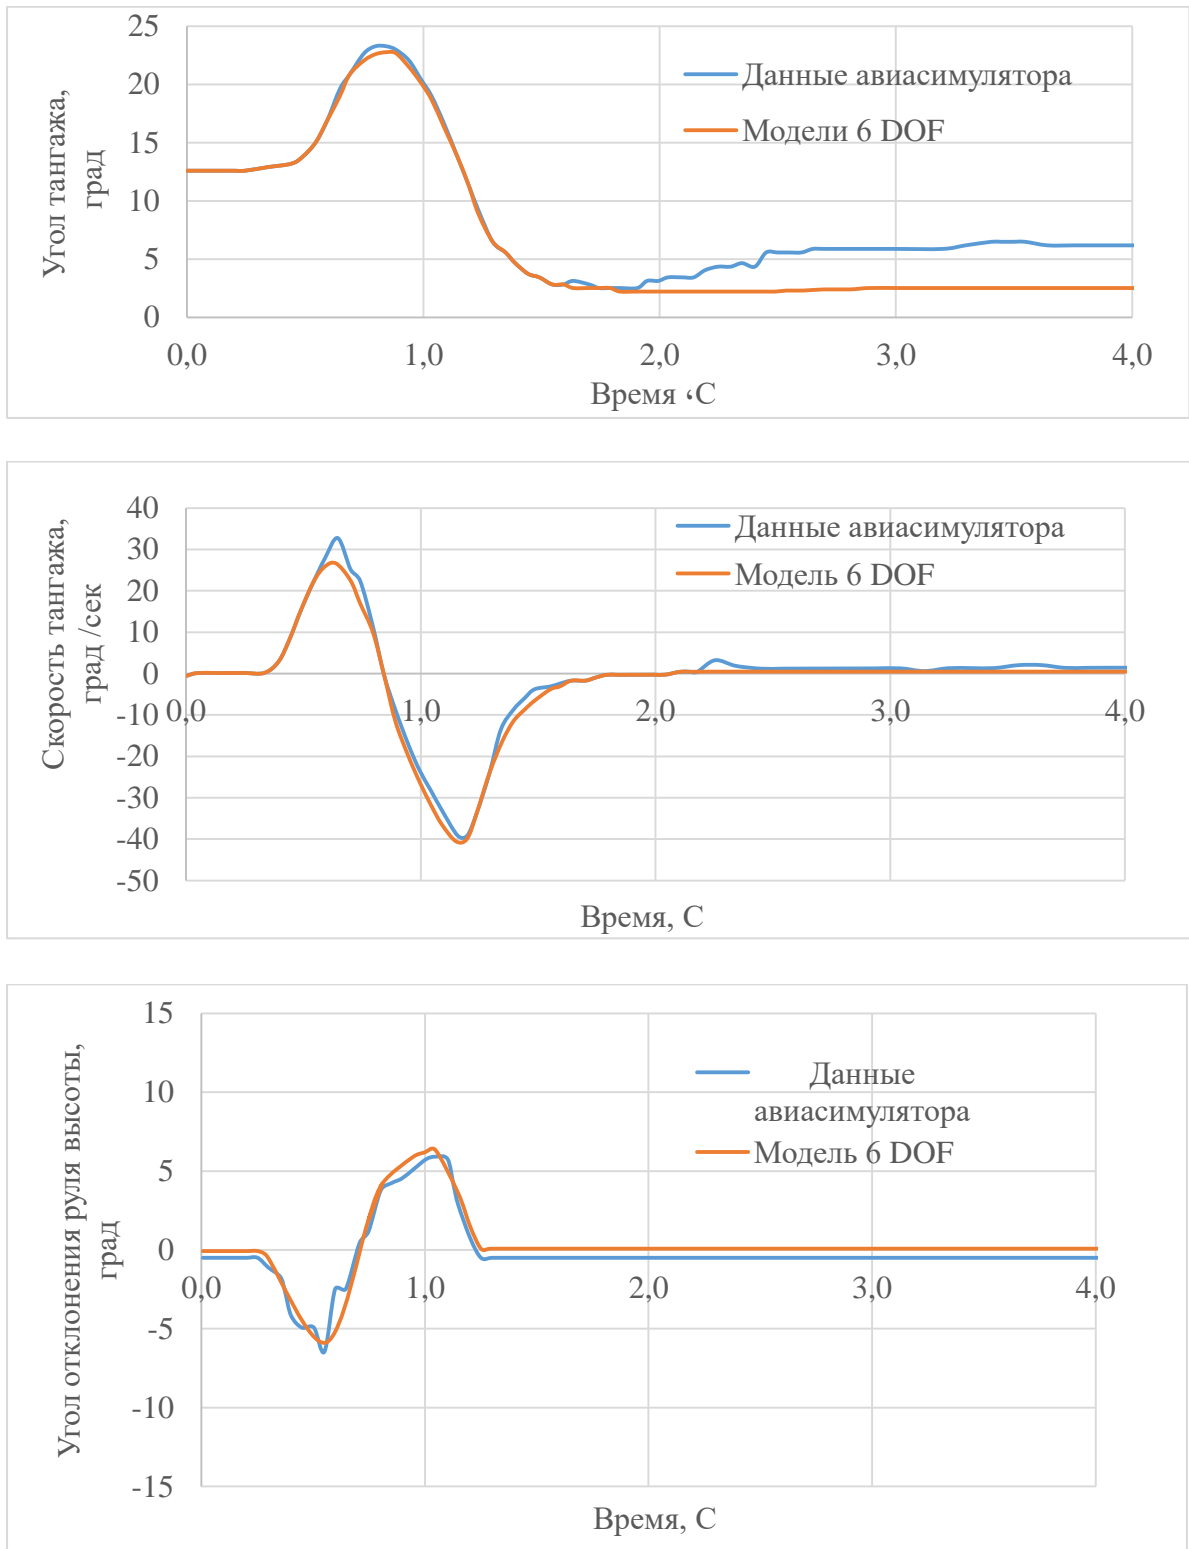 Угол тангажа,
град
25
20
15
10
5
0
Данные авиасимулятора
Модели 6 DOF
0,0 1,0 2,0 3,0 4,0
Время ،С
Скорость тангажа,
град /сек
40
30
20
10
0
-10
-20
-30
-40
-50
Данные авиасимулятора
Модель 6 DOF
0,0 1,0 2,0 3,0 4,0
Время, С
Угол отклонения руля высоты,
град
15
10
5
0
-5
-10
-15
Данные
авиасимулятора
Модель 6 DOF
0,0 1,0 2,0 3,0 4,0
Время, С